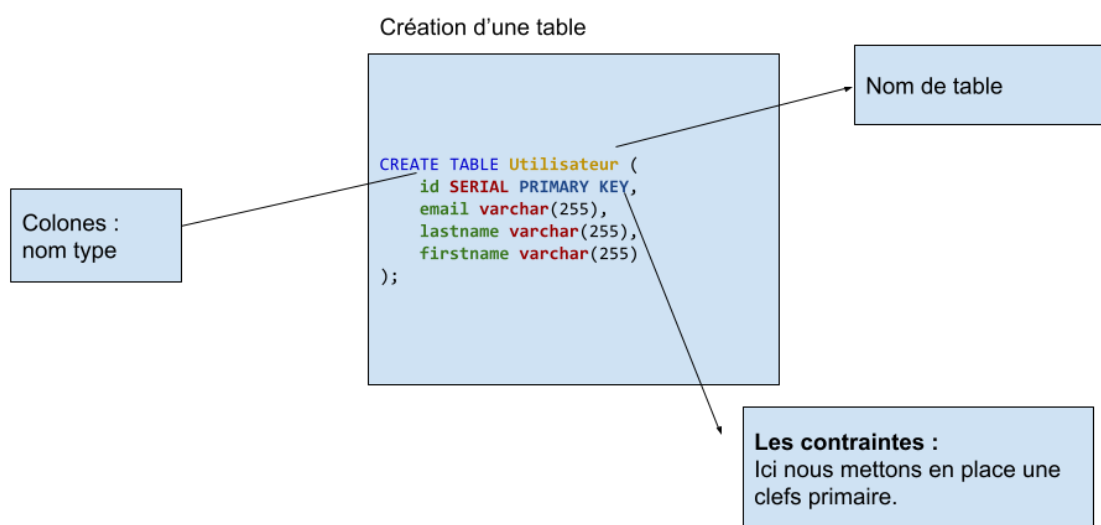 Création d’une table
Nom de table
CREATE TABLE Utilisateur (
id SERIAL PRIMARY KEY,
email varchar(255),
lastname varchar(255),
firstname varchar(255)
);
Colones :
nom type
Les contraintes :
Ici nous mettons en place une
clefs primaire.